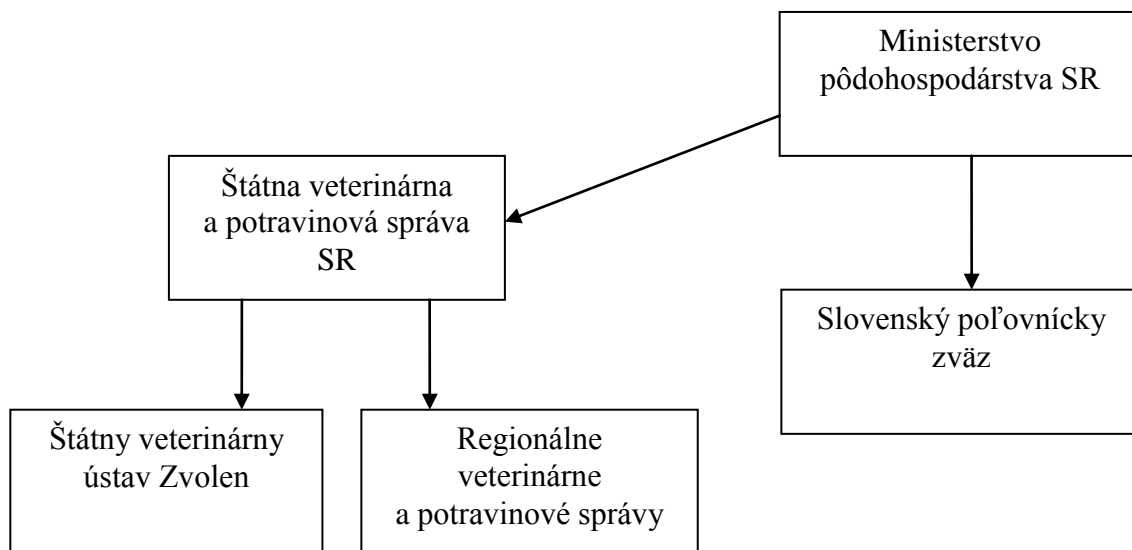 Ministerstvo
pôdohospodárstva SR
Štátna veterinárna
a potravinová správa
SR
Slovenský poľovnícky
zväz
Štátny veterinárny
ústav Zvolen
Regionálne
veterinárne
a potravinové správy